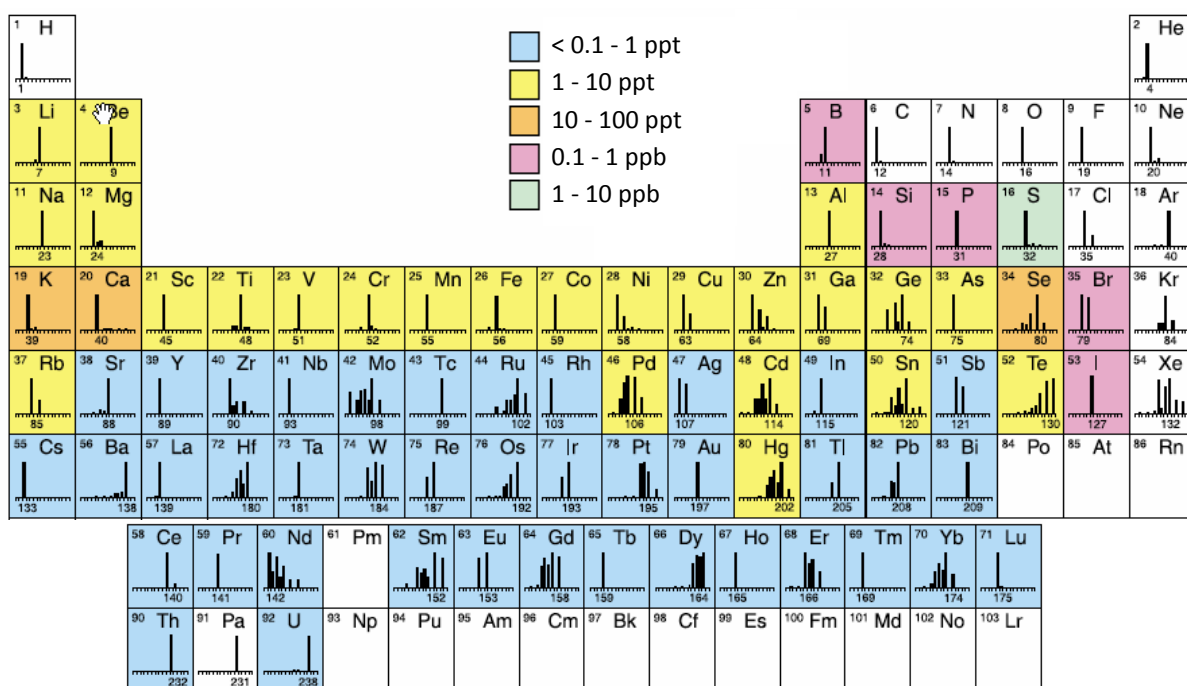 1 H
1
2 He
4
< 0.1 - 1 ppt
1 - 10 ppt
10 - 100 ppt
0.1 - 1 ppb
1 - 10 ppb
3 Li
7
4 Be
9
5 B
11
6 C
12
7 N
14
8 O
16
9 F
19
10 Ne
20
11 Na
23
12 Mg
24
13 Al
27
14 Si
28
15 P
31
16 S
32
17 Cl
35
18 Ar
40
19 K
39
20 Ca
40
21 Sc
45
22 Ti
48
23 V
51
24 Cr
52
25 Mn
55
26 Fe
56
27 Co
59
28 Ni
58
29 Cu
63
30 Zn
64
31 Ga
69
32 Ge
74
33 As
75
34 Se
80
35 Br
79
36 Kr
84
37 Rb
85
38 Sr
88
39 Y
89
40 Zr
90
41 Nb
93
42 Mo
98
43 Tc
99
44 Ru
102
45 Rh
103
46 Pd
106
47 Ag
107
48 Cd
114
49 In
115
50 Sn
120
51 Sb
121
52 Te
130
53 I
127
54 Xe
132
55 Cs
133
56 Ba
138
57 La
139
72 Hf
180
73 Ta
181
74 W
184
75 Re
187
76 Os
192
77 Ir
193
78 Pt
195
79 Au
197
80 Hg
202
81 Tl
205
82 Pb
208
83 Bi
209
84 Po
85 At
86 Rn
58 Ce
140
59 Pr
141
60 Nd
142
61 Pm
62 Sm
152
63 Eu
153
64 Gd
158
65 Tb
159
66 Dy
164
67 Ho
165
68 Er
166
69 Tm
169
70 Yb
174
71 Lu
175
90 Th
232
91 Pa
231
92 U
238
93 Np
94 Pu
95 Am
96 Cm
97 Bk
98 Cf
99 Es
100 Fm
101 Md
102 No
103 Lr